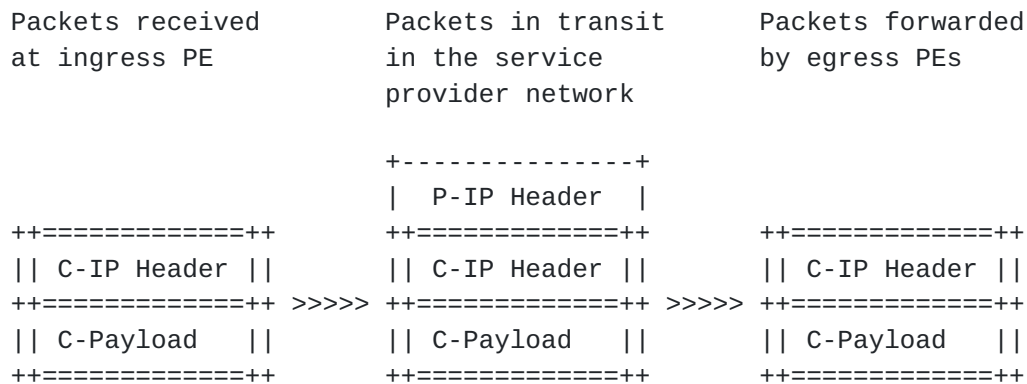 Packets received        Packets in transit      Packets forwarded
at ingress PE           in the service          by egress PEs
                        provider network

                        +---------------+
                        |  P-IP Header  |
++=============++       ++=============++       ++=============++
|| C-IP Header ||       || C-IP Header ||       || C-IP Header ||
++=============++ >>>>> ++=============++ >>>>> ++=============++
|| C-Payload   ||       || C-Payload   ||       || C-Payload   ||
++=============++       ++=============++       ++=============++